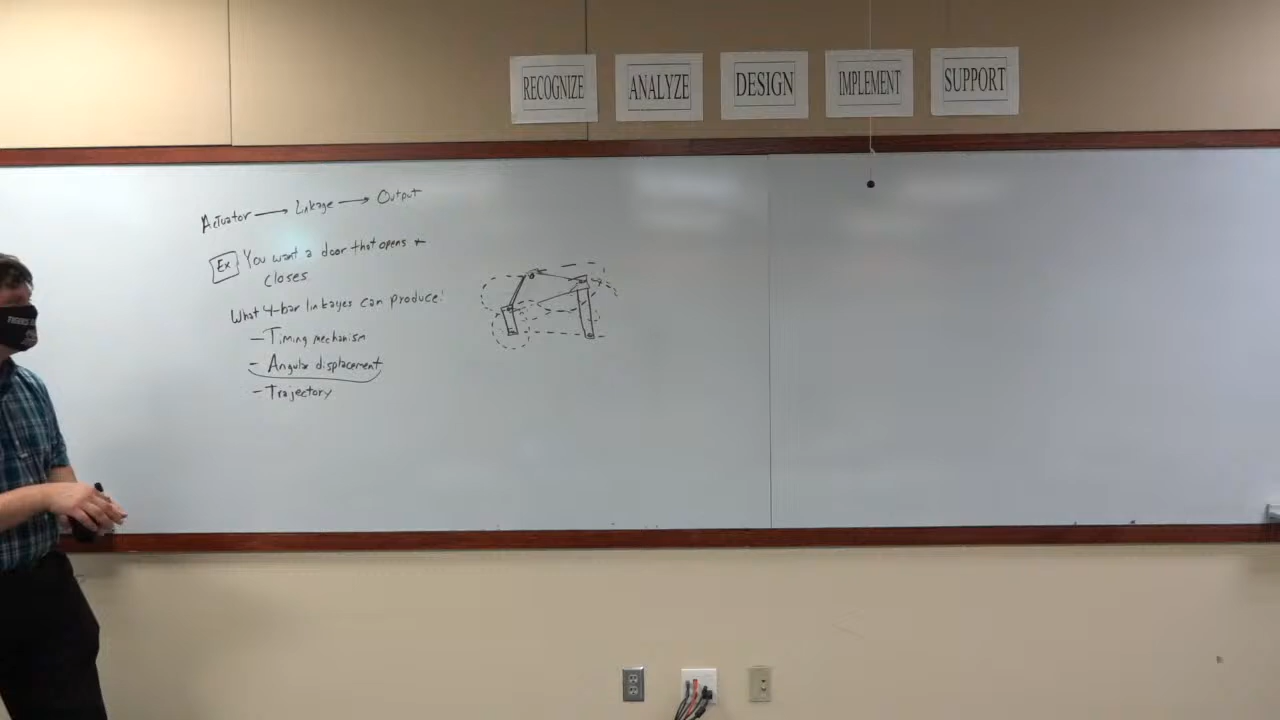 RECOGNIZE ANALYZE DESIGN IMPLEMENT SUPPORT
Actuator → Linkage → Output
Ex You want a door that opens +
closes
What 4-bar linkages can produce:
- Timing mechanism
- Angular displacement
- Trajectory